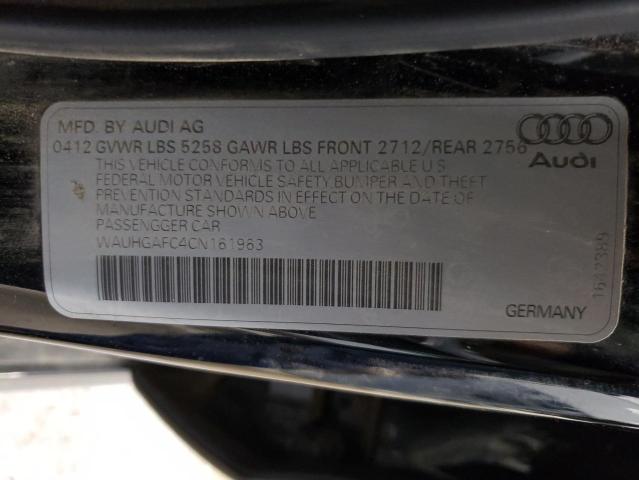 MFD. BY AUDI AG
0412 GVWR LBS 5258 GAWR LBS FRONT 2712/REAR 2756
THIS VEHICLE CONFORMS TO ALL APPLICABLE U.S.
FEDERAL MOTOR VEHICLE SAFETY,BUMPER AND THEFT
PREVENTION STANDARDS IN EFFECT ON THE DATE OF
MANUFACTURE SHOWN ABOVE
PASSENGGER CAR
WAUHGAFC4CN161963
Audi
1642389
GERMANY